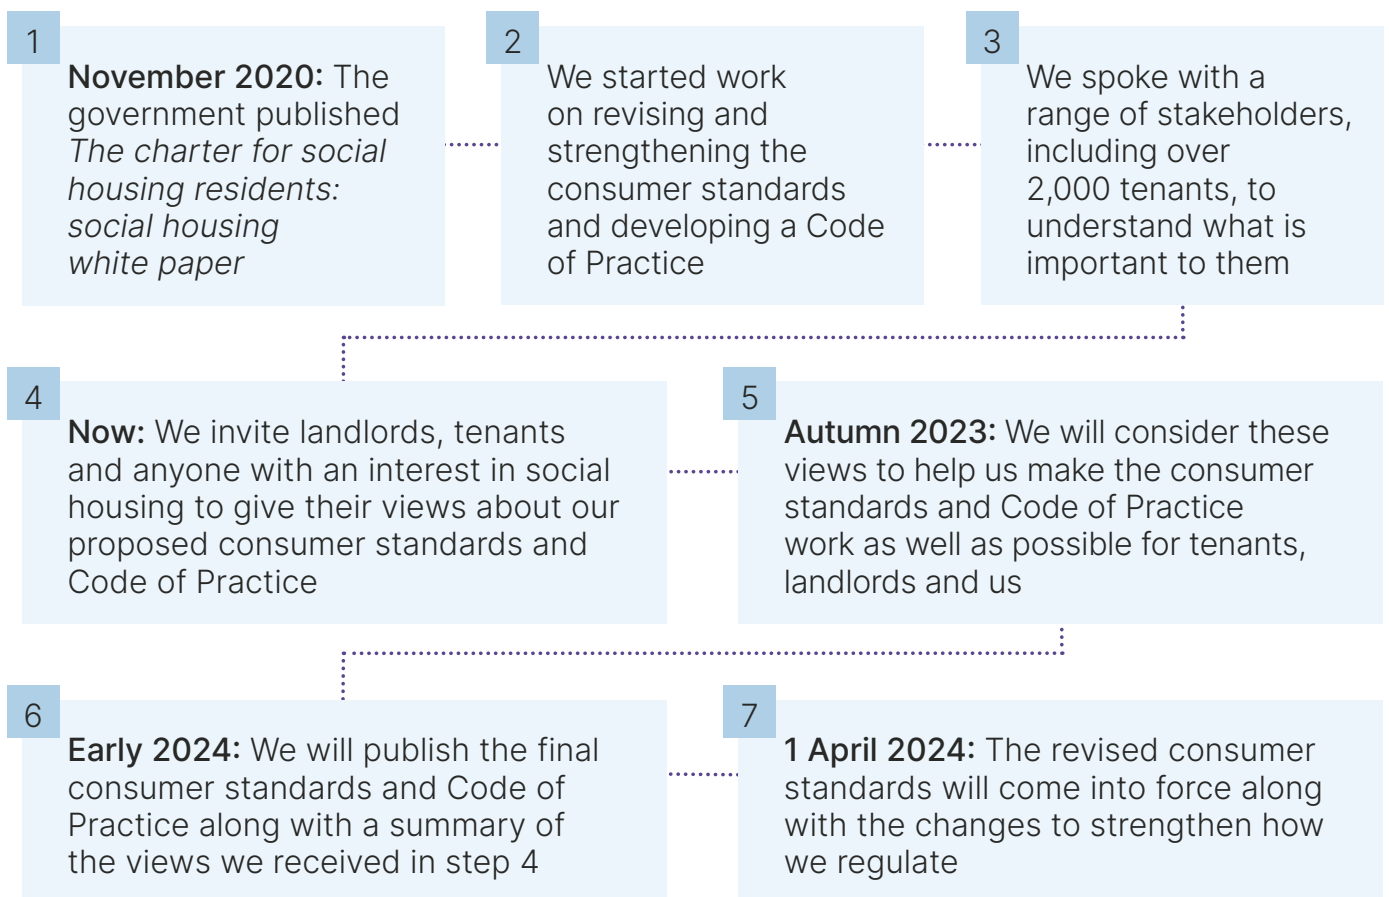 1
November 2020: The
government published
The charter for social
housing residents:
social housing
white paper
2
We started work
on revising and
strengthening the
consumer standards
and developing a Code
of Practice
3
We spoke with a
range of stakeholders,
including over
2,000 tenants, to
understand what is
important to them
4
Now: We invite landlords, tenants
and anyone with an interest in social
housing to give their views about our
proposed consumer standards and
Code of Practice
5
Autumn 2023: We will consider these
views to help us make the consumer
standards and Code of Practice
work as well as possible for tenants,
landlords and us
6
Early 2024: We will publish the final
consumer standards and Code of
Practice along with a summary of
the views we received in step 4
7
1 April 2024: The revised consumer
standards will come into force along
with the changes to strengthen how
we regulate